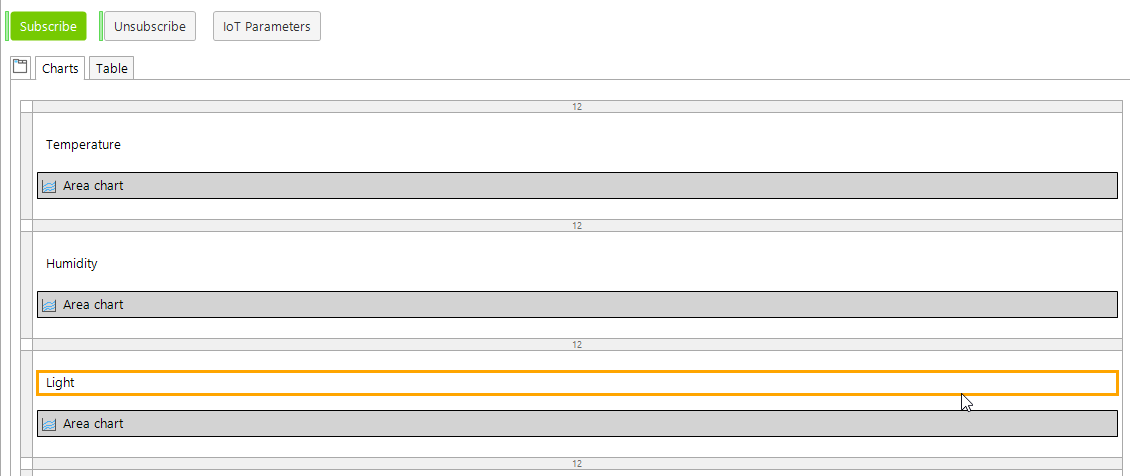 Subscribe Unsubscribe IoT Parameters
Charts Table
12
Temperature
Area chart
12
Humidity
Area chart
12
Light
Area chart
12